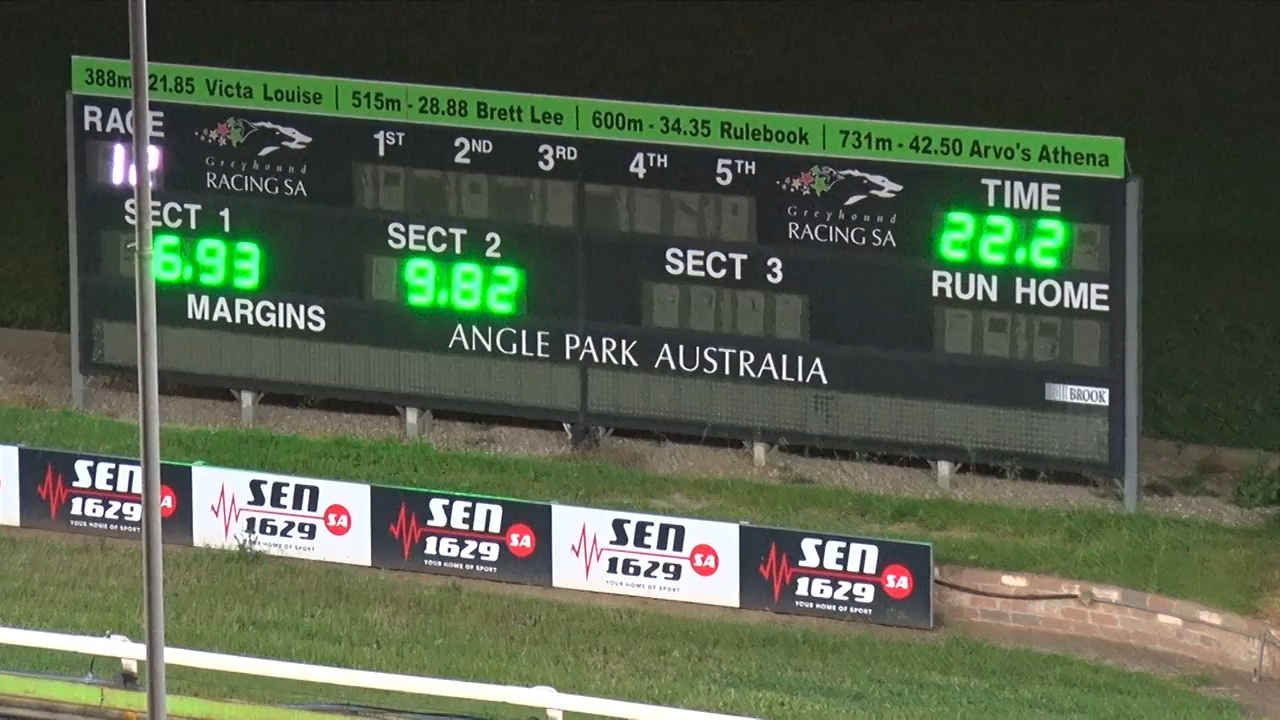 388m 21.85 Victa Louise | 515m - 28.88 Brett Lee | 600m - 34.35 Rulebook | 731m - 42.50 Arvo's Athena
RACE
Greyhound
RACING SA
1ST 2ND 3RD 4TH 5TH
Greyhound
RACING SA
TIME
22.2
SECT 1
6.93
SECT 2
9.82
SECT 3
RUN HOME
MARGINS
ANGLE PARK AUSTRALIA
BROOK
SEN
1629
YOUR HOME OF SPORT
SEN
1629
SA
YOUR HOME OF SPORT
SEN
1629
SA
YOUR HOME OF SPORT
SEN
1629
SA
YOUR HOME OF SPORT
SEN
1629
SA
YOUR HOME OF SPORT